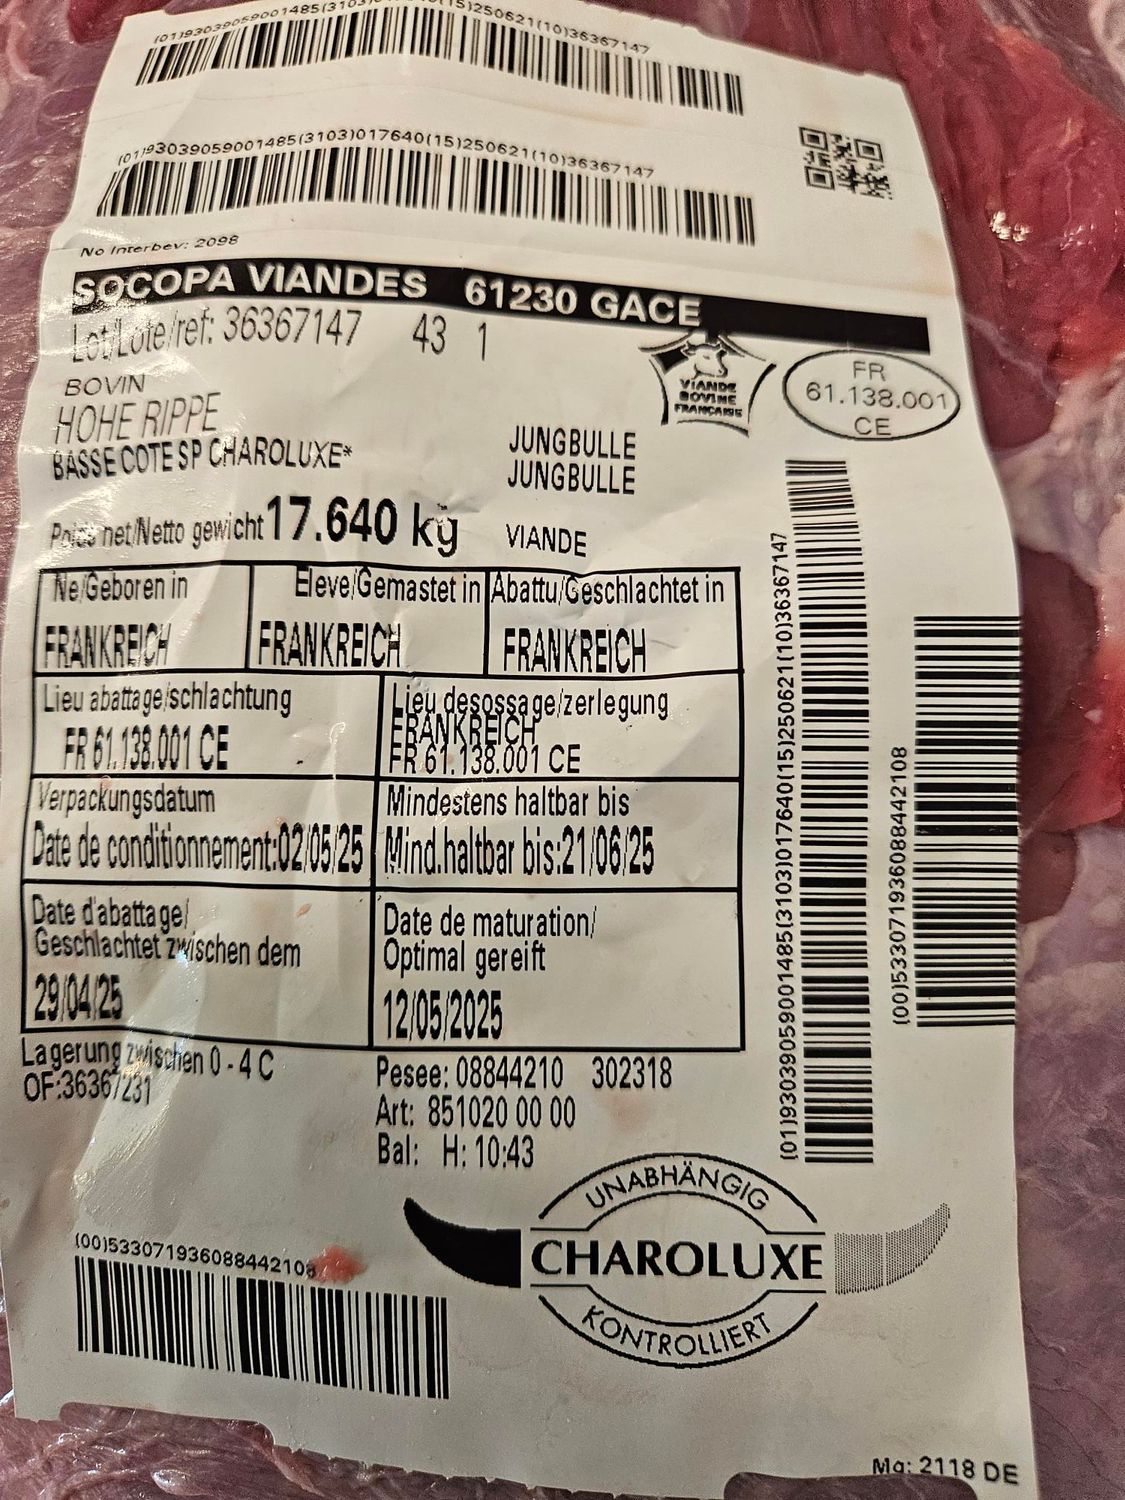 (01)93039059001485(3103)017640(15)250621(10)36367147
(01)93039059001485(3103)017640(15)250621(10)36367147
No Interbev: 2098
SOCOPA VIANDES 61230 GACE
Lot/Lote/ref: 36367147 43 1
VIANDE
BOVINE
FRANCAISE
FR
61.138.001
CE
BOVIN
HOHE RIPPE
BASSE COTE SP CHAROLUXE*
JUNGBULLE
JUNGBULLE
Poids net/Netto gewicht 17.640 kg VIANDE
Ne/Geboren in Eleve/Gemastet in Abattu/Geschlachtet in
FRANKREICH FRANKREICH FRANKREICH
Lieu abattage/schlachtung
FR 61.138.001 CE
Lieu desossage/zerlegung
FRANKREICH
FR 61.138.001 CE
Verpackungsdatum
Date de conditionnement:02/05/25
Mindestens haltbar bis
Mind.haltbar bis:21/06/25
Date d'abattage/
Geschlachtet zwischen dem
29/04/25
Date de maturation/
Optimal gereift
12/05/2025
Lagerung zwischen 0 - 4 C
OF:36367231
Pesee: 08844210 302318
Art: 851020 00 00
Bal: H: 10:43
(01)93039059001485(3103)017640(15)250621(10)36367147
(00)533071936088442108
(00)533071936088442108
UNABHÄNGIG
CHAROLUXE
KONTROLLIERT
Mq: 2118 DE